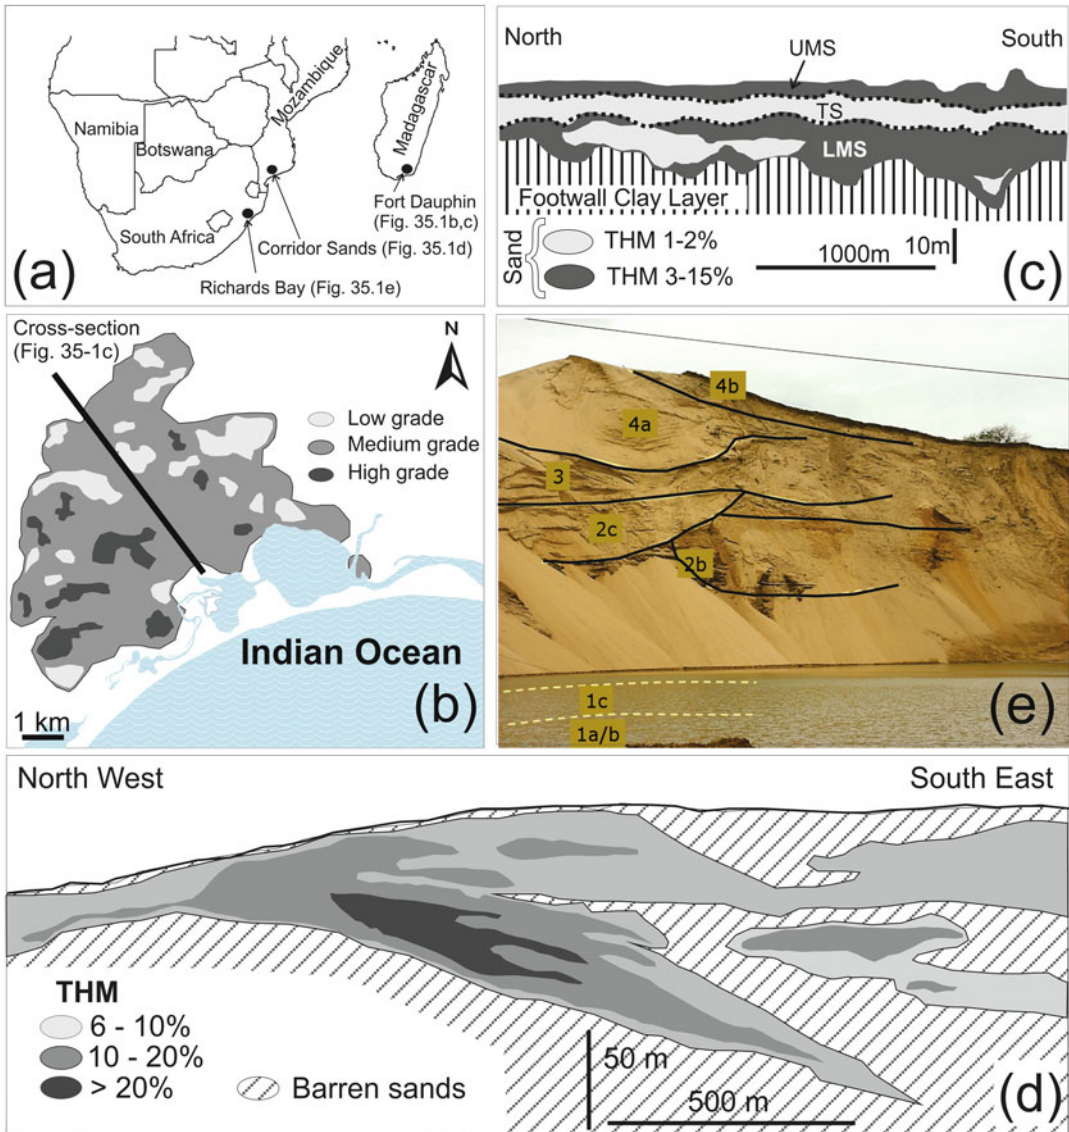 Namibia
Botswana
South Africa
Mozambique
Madagascar
Fort Dauphin
(Fig. 35.1b,c)
Corridor Sands (Fig. 35.1d)
Richards Bay (Fig. 35.1e)
(a)
North
South
UMS
TS
LMS
Footwall Clay Layer
Sand
THM 1-2%
THM 3-15%
1000m
10m
(c)
Cross-section
(Fig. 35-1c)
N
Low grade
Medium grade
High grade
Indian Ocean
1 km
(b)
4b
4a
3
2c
2b
1c
1a/b
(e)
North West
South East
THM
6 - 10%
10 - 20%
> 20%
Barren sands
50 m
500 m
(d)